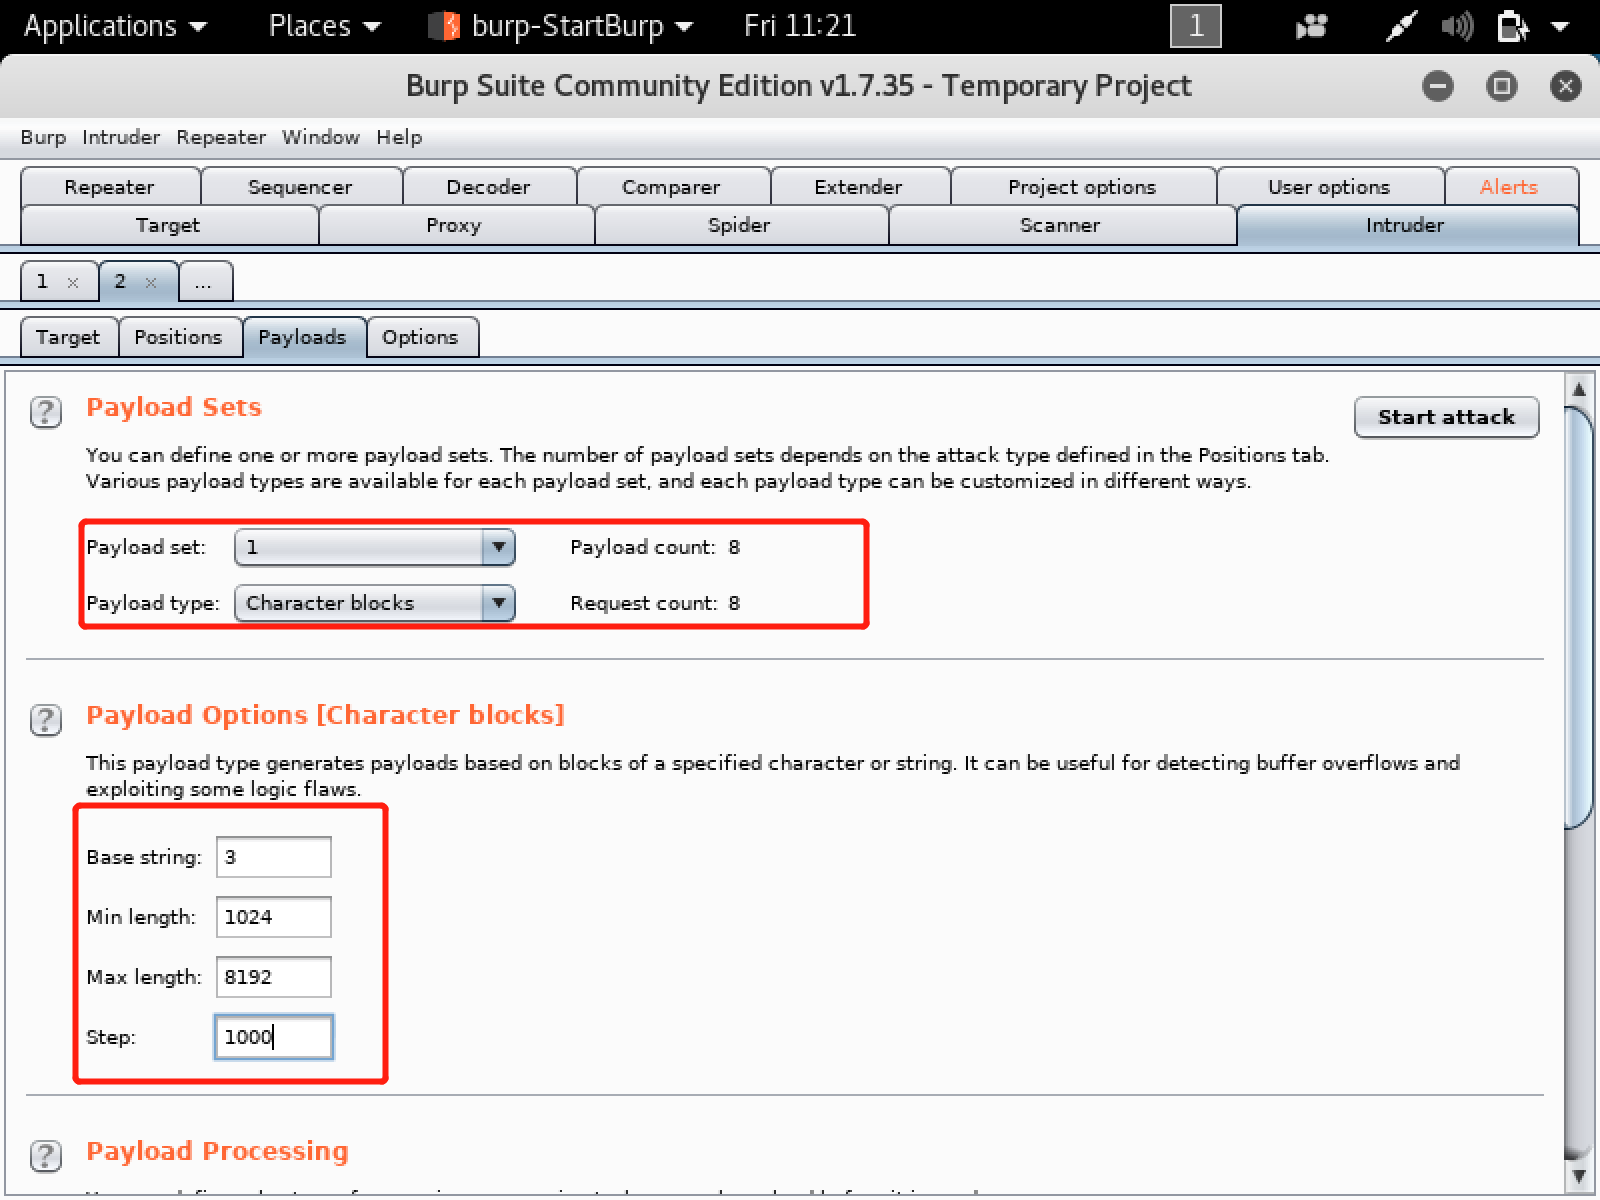 Applications Places burp-StartBurp Fri 11:21 1
Burp Suite Community Edition v1.7.35 - Temporary Project
Burp Intruder Repeater Window Help
Repeater Sequencer Decoder Comparer Extender Project options User options Alerts
Target Proxy Spider Scanner Intruder
1 × 2 × ...
Target Positions Payloads Options
? Payload Sets
Start attack
You can define one or more payload sets. The number of payload sets depends on the attack type defined in the Positions tab.
Various payload types are available for each payload set, and each payload type can be customized in different ways.
Payload set: 1 Payload count: 8
Payload type: Character blocks Request count: 8
? Payload Options [Character blocks]
This payload type generates payloads based on blocks of a specified character or string. It can be useful for detecting buffer overflows and
exploiting some logic flaws.
Base string: 3
Min length: 1024
Max length: 8192
Step: 1000
? Payload Processing